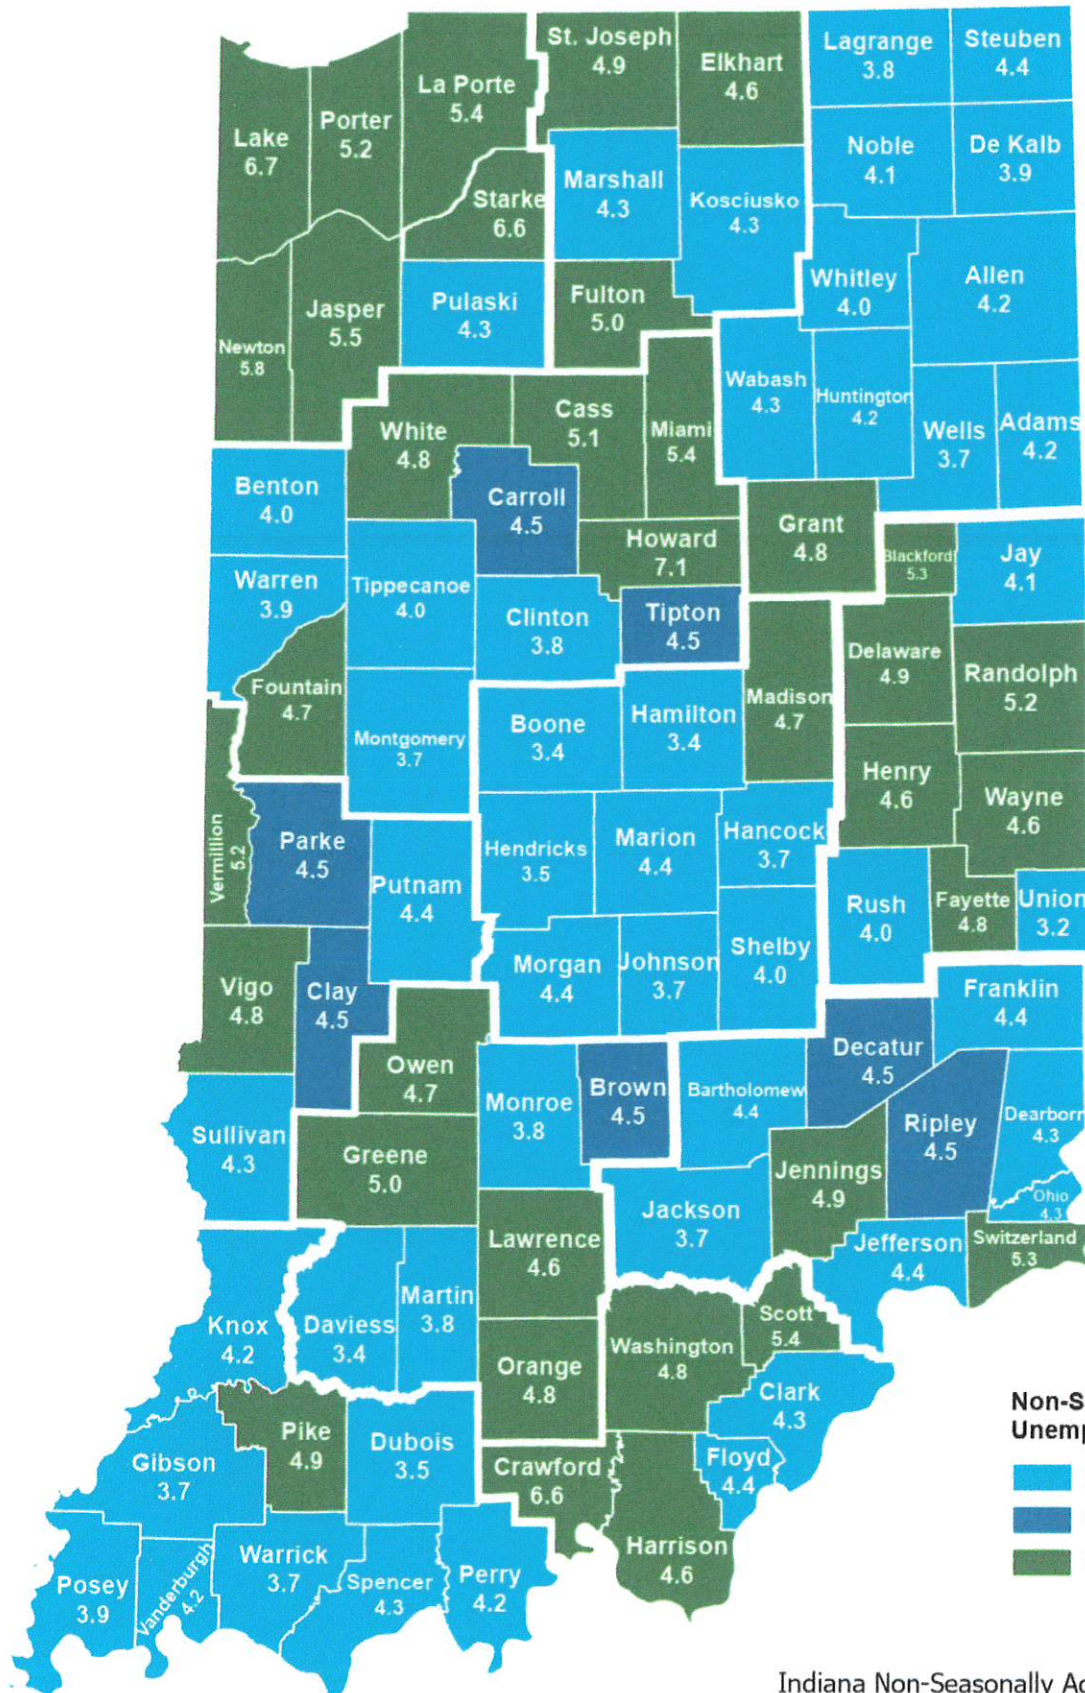 St. Joseph
4.9
Elkhart
4.6
Lagrange
3.8
Steuben
4.4
La Porte
5.4
Porter
5.2
Lake
6.7
Noble
4.1
De Kalb
3.9
Marshall
4.3
Kosciusko
4.3
Starke
6.6
Whitley
4.0
Allen
4.2
Fulton
5.0
Pulaski
4.3
Jasper
5.5
Newton
5.8
Wabash
4.3
Huntington
4.2
Wells
3.7
Adams
4.2
Cass
5.1
Miami
5.4
White
4.8
Carroll
4.5
Benton
4.0
Grant
4.8
Howard
7.1
Blackford
5.3
Jay
4.1
Warren
3.9
Tippecanoe
4.0
Clinton
3.8
Tipton
4.5
Delaware
4.9
Randolph
5.2
Fountain
4.7
Madison
4.7
Boone
3.4
Hamilton
3.4
Montgomery
3.7
Henry
4.6
Wayne
4.6
Vermillion
5.2
Parke
4.5
Putnam
4.4
Hendricks
3.5
Marion
4.4
Hancock
3.7
Rush
4.0
Fayette
4.8
Union
3.2
Morgan
4.4
Johnson
3.7
Shelby
4.0
Vigo
4.8
Clay
4.5
Franklin
4.4
Owen
4.7
Decatur
4.5
Monroe
3.8
Brown
4.5
Bartholomew
4.4
Ripley
4.5
Dearborn
4.3
Sullivan
4.3
Greene
5.0
Jennings
4.9
Ohio
4.3
Jackson
3.7
Lawrence
4.6
Jefferson
4.4
Switzerland
5.3
Martin
3.8
Daviess
3.4
Knox
4.2
Scott
5.4
Washington
4.8
Orange
4.8
Clark
4.3
Pike
4.9
Dubois
3.5
Gibson
3.7
Crawford
6.6
Floyd
4.4
Harrison
4.6
Warrick
3.7
Spencer
4.3
Perry
4.2
Posey
3.9
Vanderburgh
4.2
Non-S
Unemp
Indiana Non-Seasonally Ad